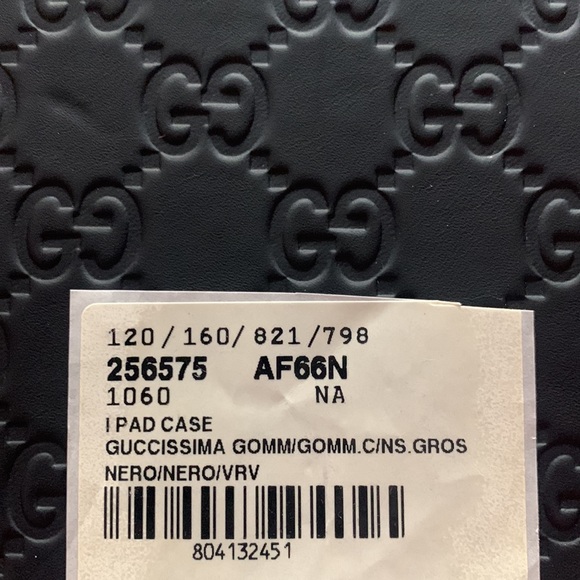 120 / 160 / 821 / 798
256575 AF66N
1060 NA
I PAD CASE
GUCCISSIMA GOMM/GOMM.C/NS.GROS
NERO/NERO/VRV
804132451